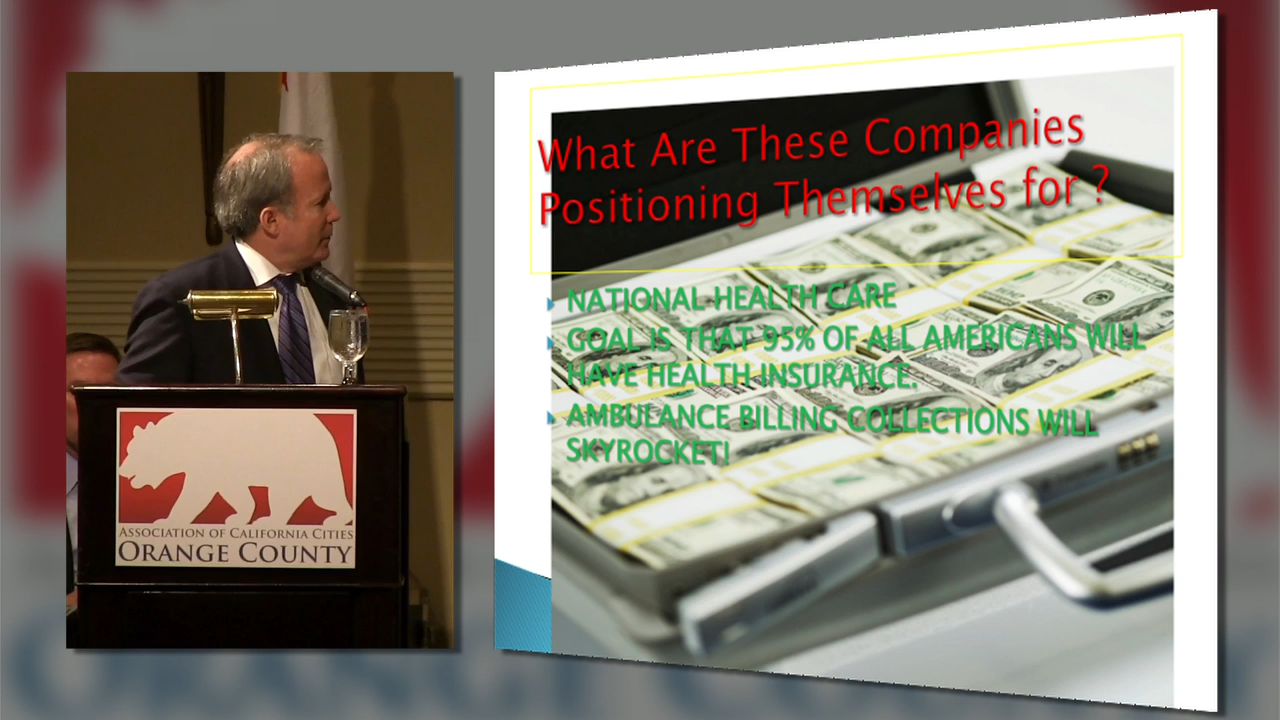 What Are These Companies
Positioning Themselves for ?
NATIONAL HEALTH CARE
GOAL IS THAT 95% OF ALL AMERICANS WILL
HAVE HEALTH INSURANCE.
AMBULANCE BILLING COLLECTIONS WILL
SKYROCKET!
ASSOCIATION OF CALIFORNIA CITIES
ORANGE COUNTY